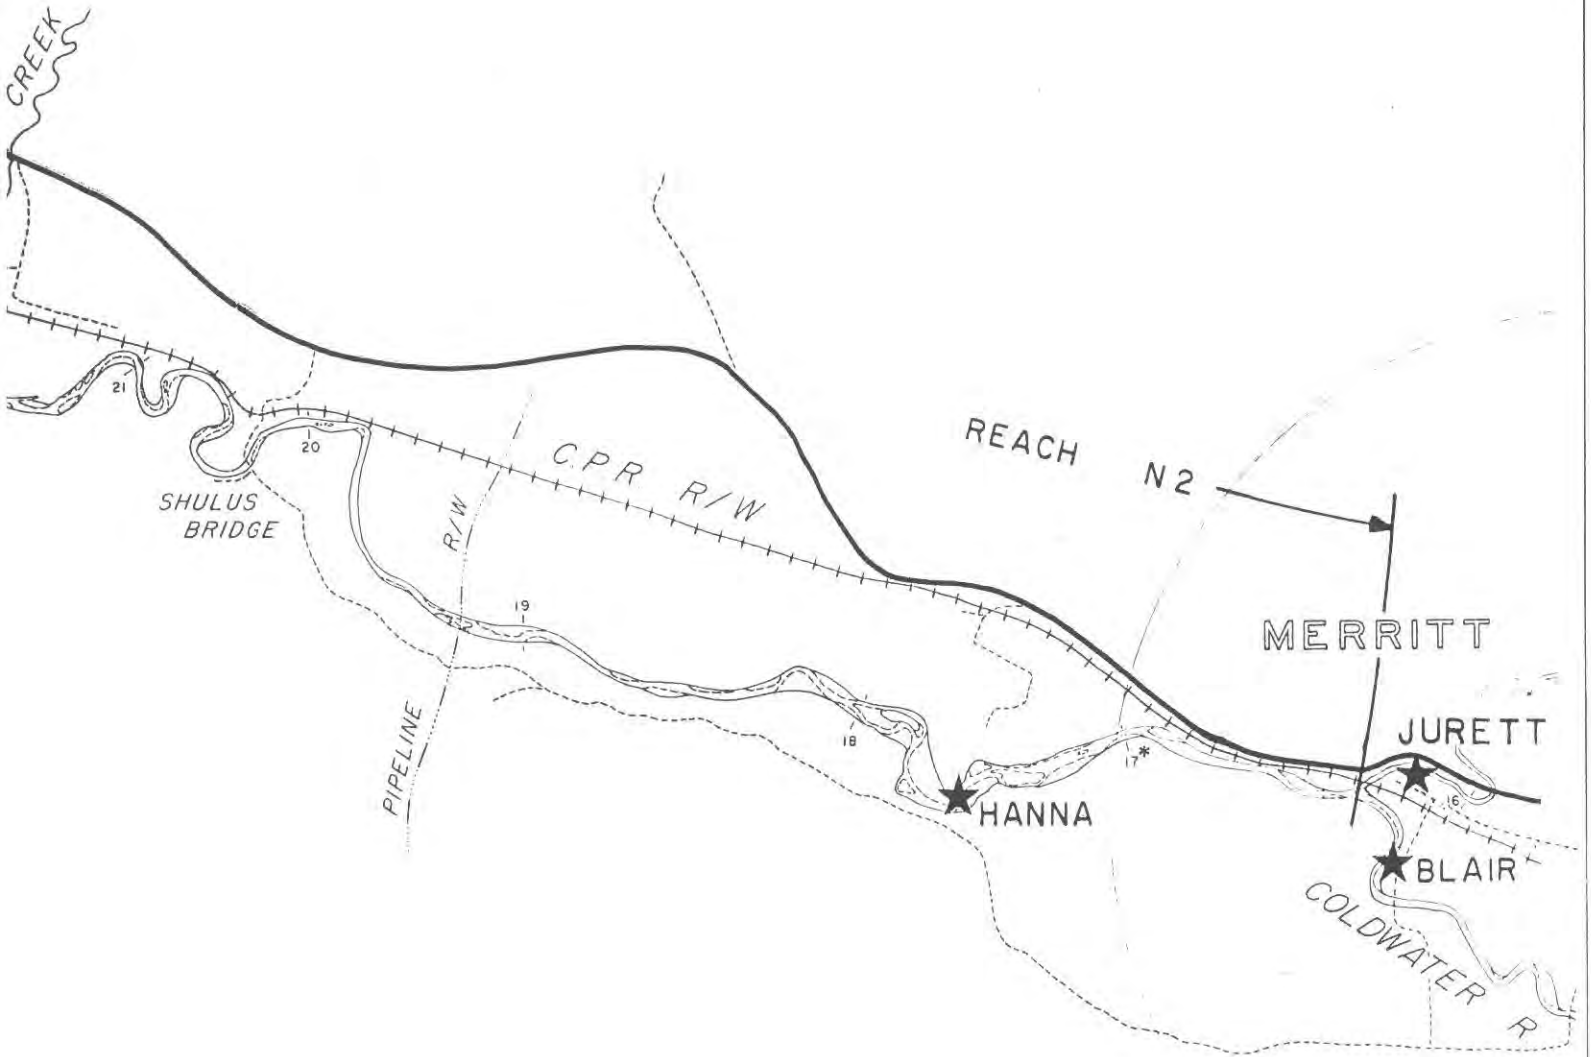 CREEK
21
20
SHULUS
BRIDGE
C.P.R R/W
REACH N2
R/W
19
MERRITT
PIPELINE
18
17*
JURETT
HANNA
16
BLAIR
COLDWATER R